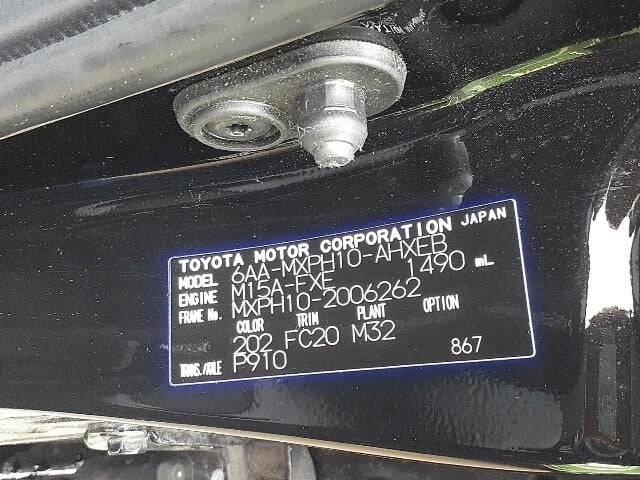 TOYOTA MOTOR CORPORATION JAPAN
MODEL 6AA-MXPH10-AHXEB
ENGINE M15A-FXE 1490 mL
FRAME No. MXPH10-2006262
COLOR TRIM PLANT OPTION
202 FC20 M32
TRANS./AXLE P910 867